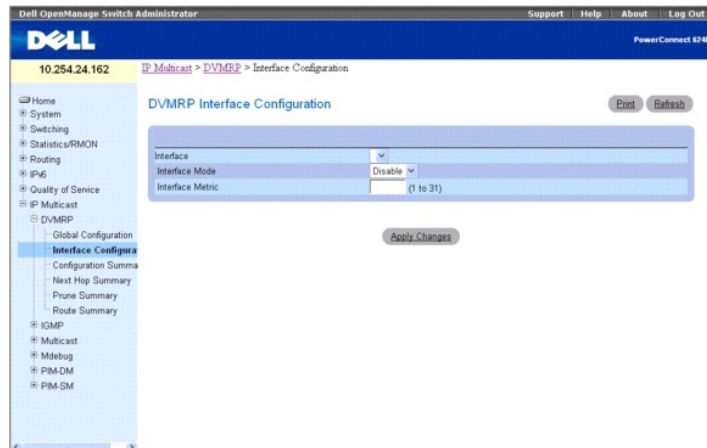 Dell OpenManage Switch Administrator
Support Help About Log Out
DELL
PowerConnect 624
10.254.24.162
IP Multicast > DVMRP > Interface Configuration
Home
System
Switching
Statistics/RMON
Routing
IPv6
Quality of Service
IP Multicast
DVMRP
Global Configuration
Interface Configura
Configuration Summa
Next Hop Summary
Prune Summary
Route Summary
IGMP
Multicast
Mdebug
PIM-DM
PIM-SM
DVMRP Interface Configuration
Print Refresh
Interface
Interface Mode Disable
Interface Metric (1 to 31)
Apply Changes